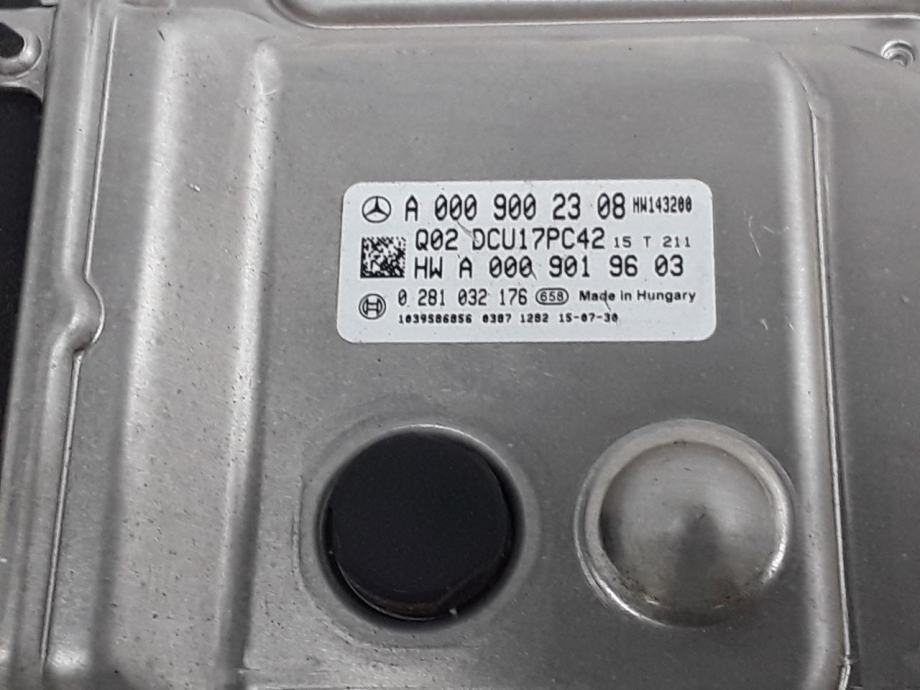 A 000 900 23 08 HW143200
Q02 DCU17PC42 15 T 211
HW A 000 901 96 03
0 281 032 176 658 Made in Hungary
1039S86856 0387 1282 15-07-30